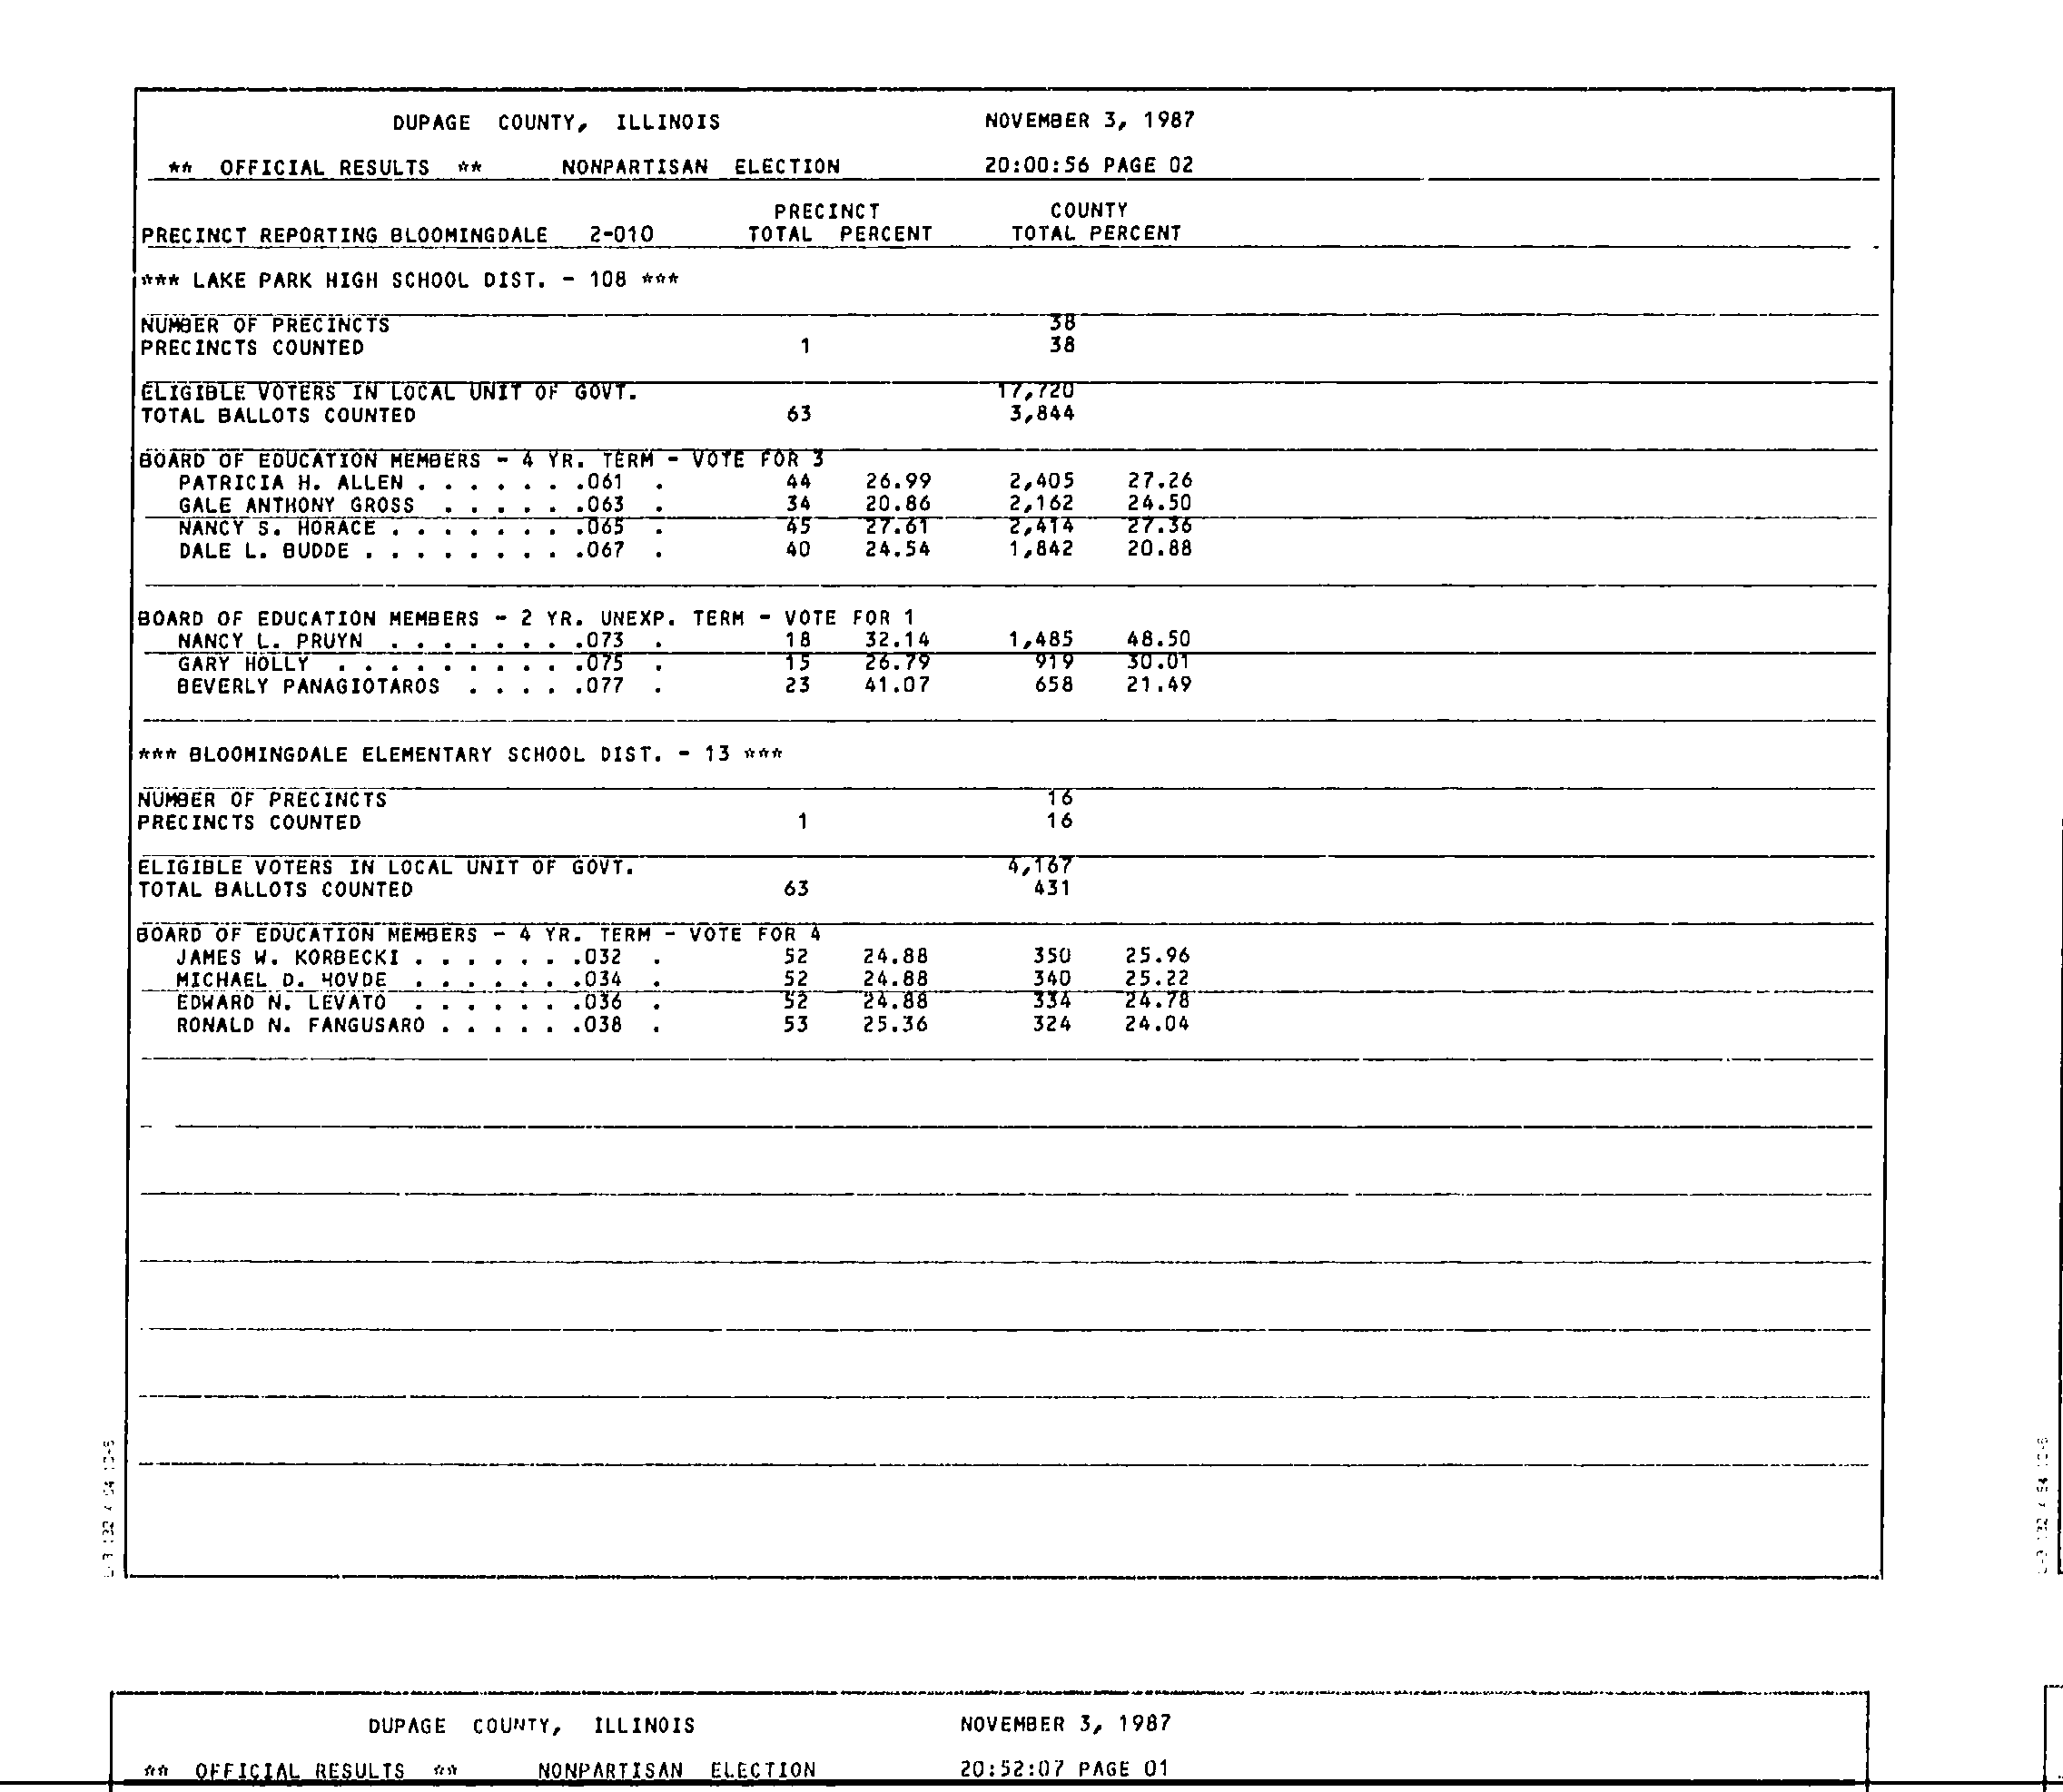 DUPAGE COUNTY, ILLINOIS NOVEMBER 3, 1987
** OFFICIAL RESULTS ** NONPARTISAN ELECTION 20:00:56 PAGE 02
PRECINCT COUNTY
PRECINCT REPORTING BLOOMINGDALE 2-010 TOTAL PERCENT TOTAL PERCENT
*** LAKE PARK HIGH SCHOOL DIST. - 108 ***
NUMBER OF PRECINCTS 38
PRECINCTS COUNTED 1 38
ELIGIBLE VOTERS IN LOCAL UNIT OF GOVT. 17,720
TOTAL BALLOTS COUNTED 63 3,844
BOARD OF EDUCATION MEMBERS - 4 YR. TERM - VOTE FOR 3
PATRICIA H. ALLEN . . . . . . .061 . 44 26.99 2,405 27.26
GALE ANTHONY GROSS . . . . . .063 . 34 20.86 2,162 24.50
NANCY S. HORACE . . . . . . . .065 . 45 27.61 2,414 27.36
DALE L. BUDDE . . . . . . . . .067 . 40 24.54 1,842 20.88
BOARD OF EDUCATION MEMBERS - 2 YR. UNEXP. TERM - VOTE FOR 1
NANCY L. PRUYN . . . . . . . .073 . 18 32.14 1,485 48.50
GARY HOLLY . . . . . . . . . .075 . 15 26.79 919 30.01
BEVERLY PANAGIOTAROS . . . . .077 . 23 41.07 658 21.49
*** BLOOMINGDALE ELEMENTARY SCHOOL DIST. - 13 ***
NUMBER OF PRECINCTS 16
PRECINCTS COUNTED 1 16
ELIGIBLE VOTERS IN LOCAL UNIT OF GOVT. 4,167
TOTAL BALLOTS COUNTED 63 431
BOARD OF EDUCATION MEMBERS - 4 YR. TERM - VOTE FOR 4
JAMES W. KORBECKI . . . . . . .032 . 52 24.88 350 25.96
MICHAEL D. HOVDE . . . . . . .034 . 52 24.88 340 25.22
EDWARD N. LEVATO . . . . . . .036 . 52 24.88 334 24.78
RONALD N. FANGUSARO . . . . . .038 . 53 25.36 324 24.04
DUPAGE COUNTY, ILLINOIS NOVEMBER 3, 1987
** OFFICIAL RESULTS ** NONPARTISAN ELECTION 20:52:07 PAGE 01